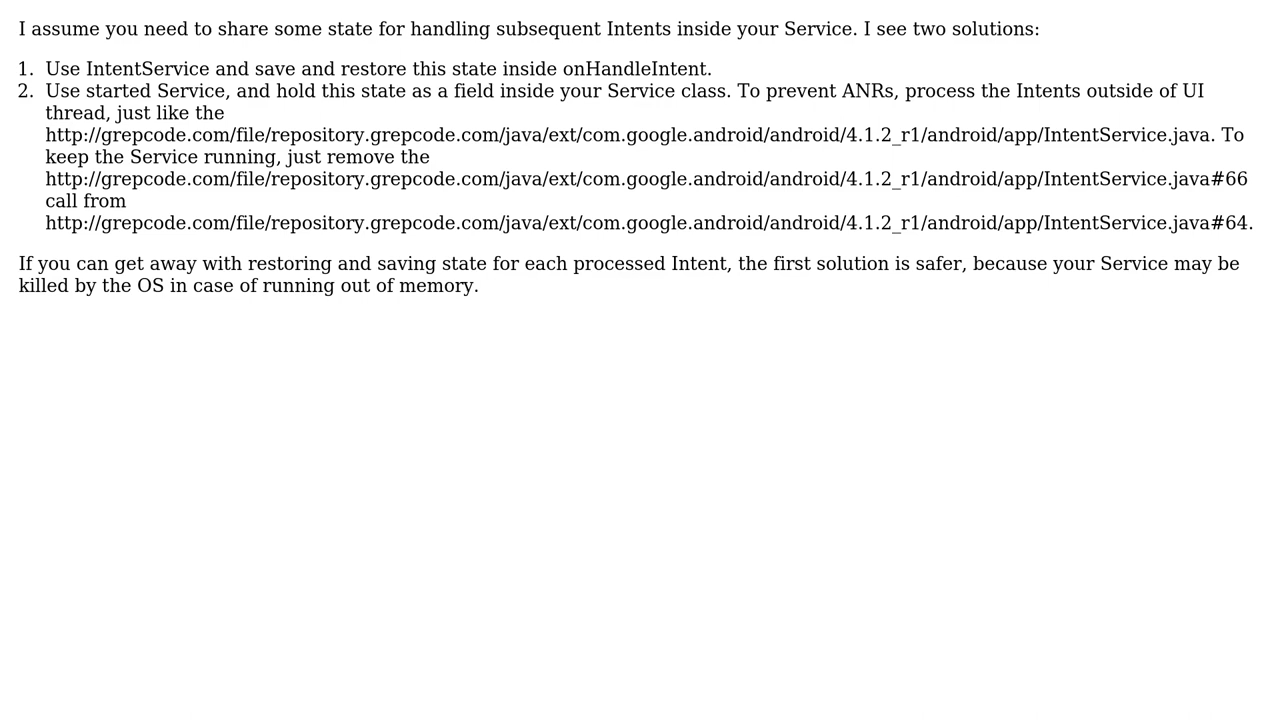 I assume you need to share some state for handling subsequent Intents inside your Service. I see two solutions:
1. Use IntentService and save and restore this state inside onHandleIntent.
2. Use started Service, and hold this state as a field inside your Service class. To prevent ANRs, process the Intents outside of UI
thread, just like the
http://grepcode.com/file/repository.grepcode.com/java/ext/com.google.android/android/4.1.2_r1/android/app/IntentService.java. To
keep the Service running, just remove the
http://grepcode.com/file/repository.grepcode.com/java/ext/com.google.android/android/4.1.2_r1/android/app/IntentService.java#66
call from
http://grepcode.com/file/repository.grepcode.com/java/ext/com.google.android/android/4.1.2_r1/android/app/IntentService.java#64.
If you can get away with restoring and saving state for each processed Intent, the first solution is safer, because your Service may be
killed by the OS in case of running out of memory.